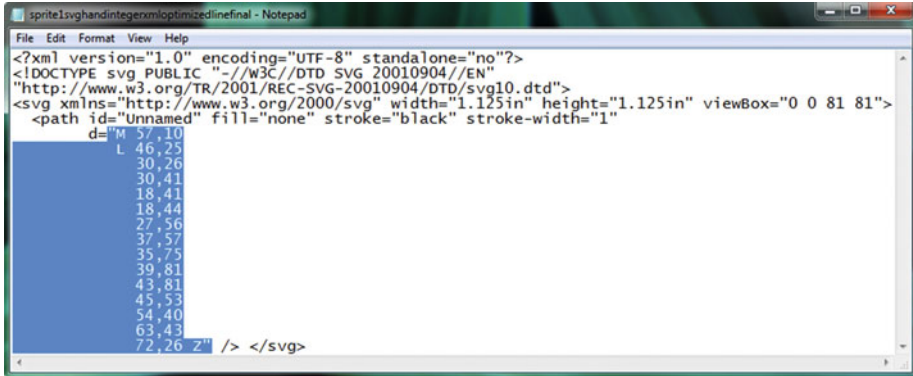 sprite1svghandintegerxmloptimizedlinefinal - Notepad
File Edit Format View Help
<?xml version="1.0" encoding="UTF-8" standalone="no"?>
<!DOCTYPE svg PUBLIC "-//W3C//DTD SVG 20010904//EN"
"http://www.w3.org/TR/2001/REC-SVG-20010904/DTD/svg10.dtd">
<svg xmlns="http://www.w3.org/2000/svg" width="1.125in" height="1.125in" viewBox="0 0 81 81">
<path id="Unnamed" fill="none" stroke="black" stroke-width="1"
d="M 57,10
L 46,25
30,26
30,41
18,41
18,44
27,56
37,57
35,75
39,81
43,81
45,53
54,40
63,43
72,26 Z" /> </svg>